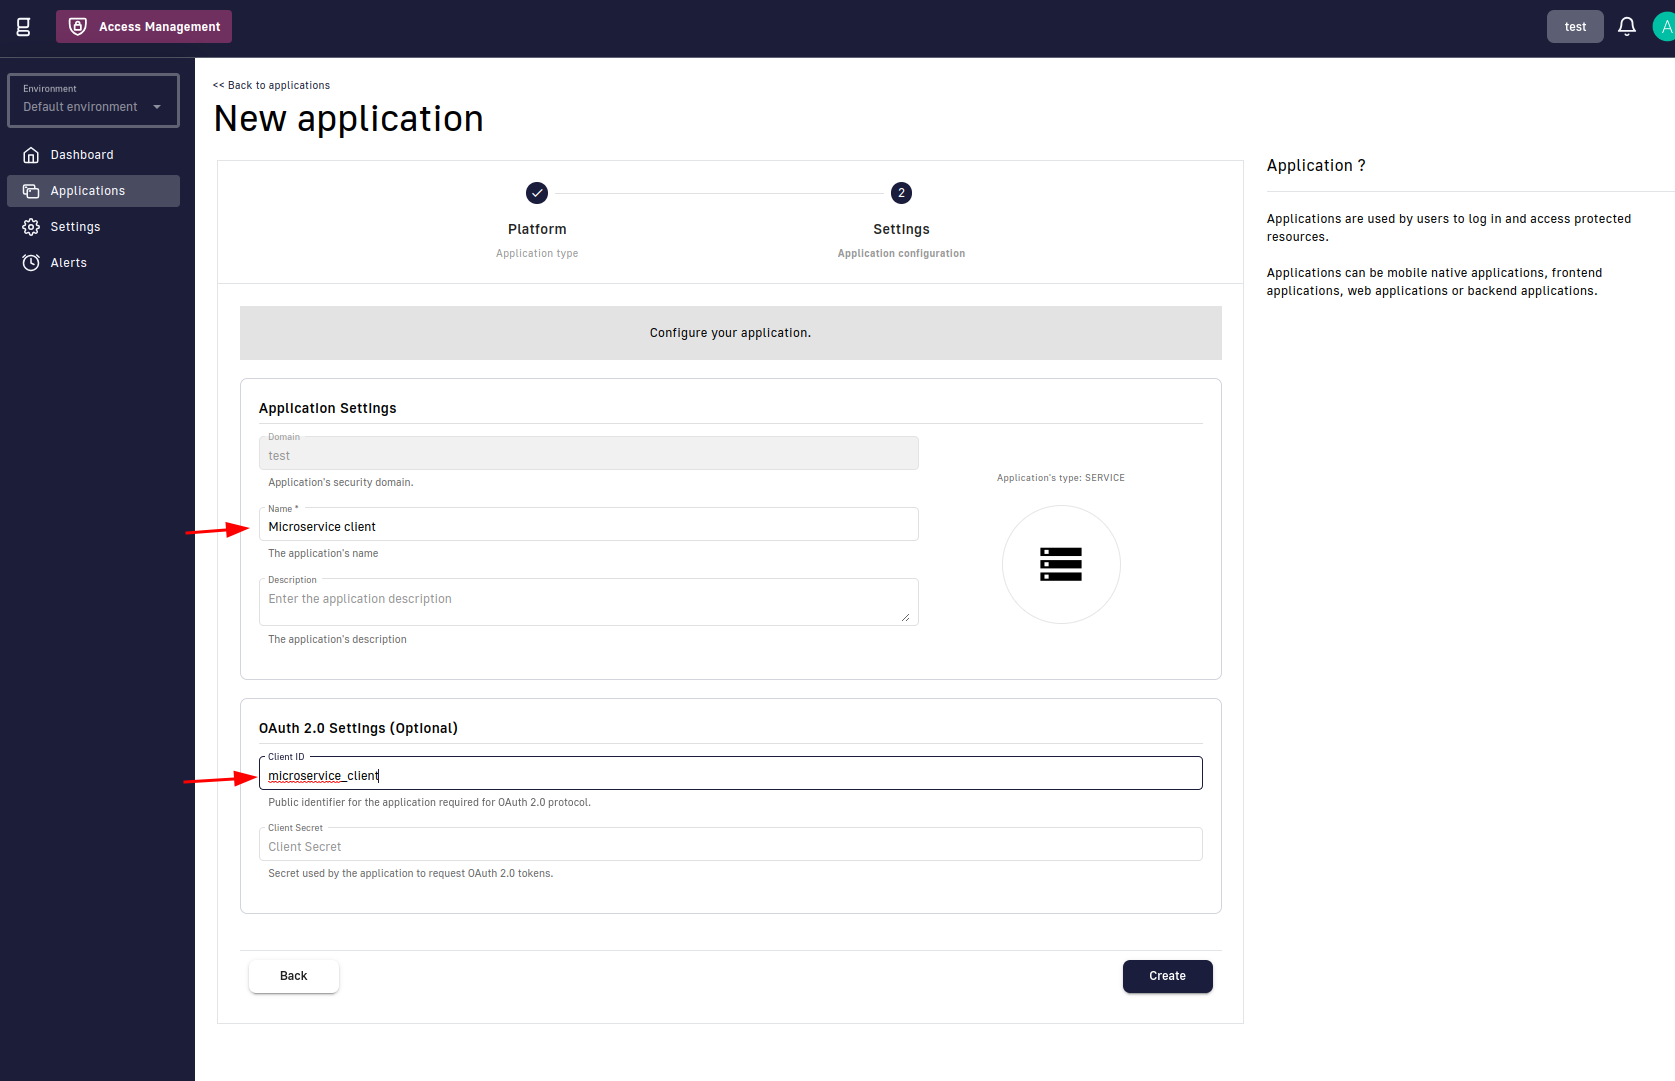 g
Access Management
test
A
Environment
Default environment
Dashboard
Applications
Settings
Alerts
<< Back to applications
New application
2
Platform
Application type
Settings
Application configuration
Configure your application.
Application Settings
Domain
test
Application's security domain.
Name *
Microservice client
The application's name
Description
Enter the application description
The application's description
Application's type: SERVICE
OAuth 2.0 Settings (Optional)
Client ID
microservice_client
Public identifier for the application required for OAuth 2.0 protocol.
Client Secret
Client Secret
Secret used by the application to request OAuth 2.0 tokens.
Back
Create
Application ?
Applications are used by users to log in and access protected
resources.
Applications can be mobile native applications, frontend
applications, web applications or backend applications.